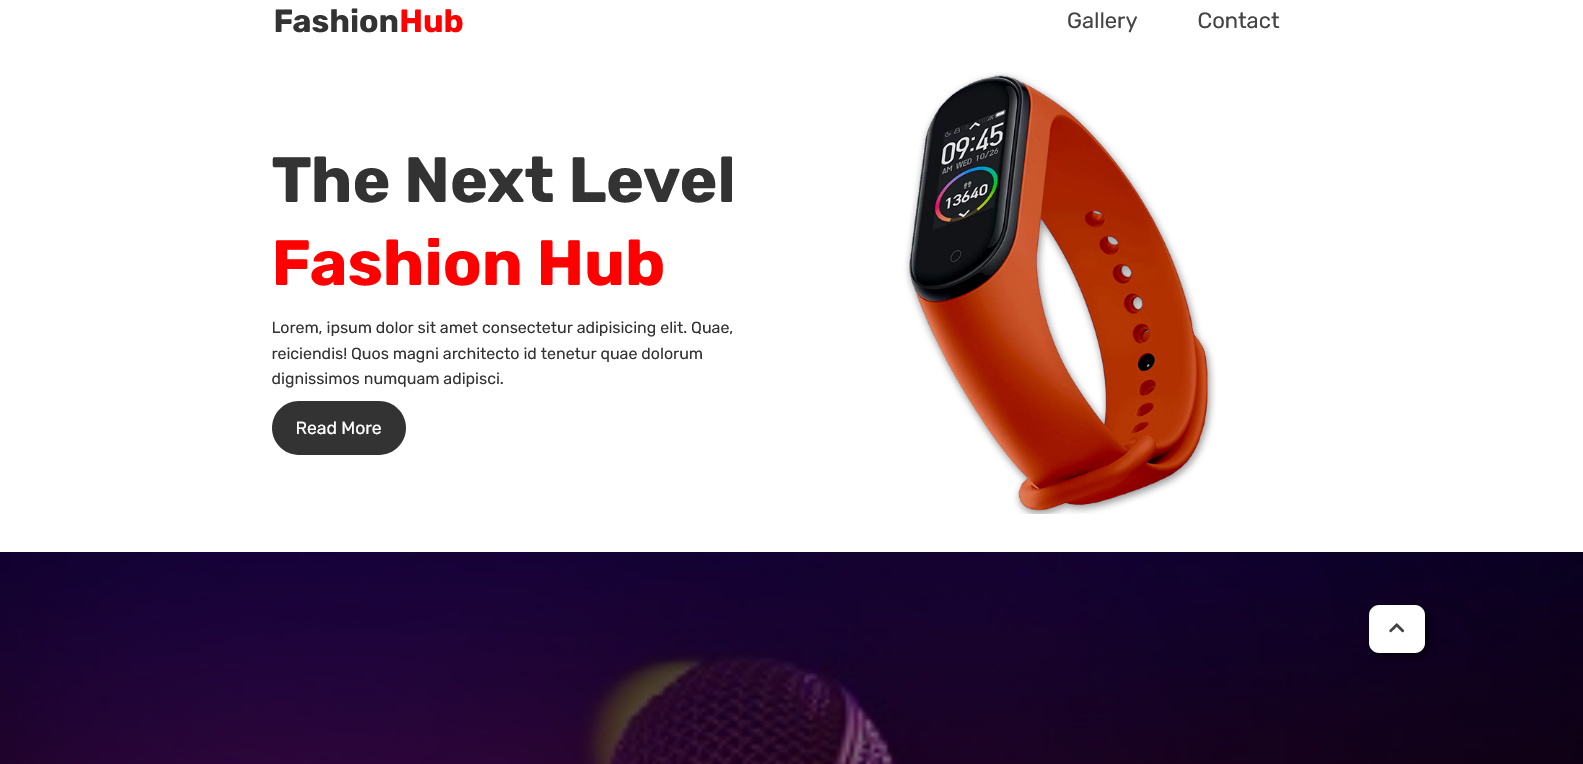 FashionHub
Gallery
Contact
The Next Level
Fashion Hub
Lorem, ipsum dolor sit amet consectetur adipisicing elit. Quae,
reiciendis! Quos magni architecto id tenetur quae dolorum
dignissimos numquam adipisci.
Read More
09:45
AM WED 10/26
13640